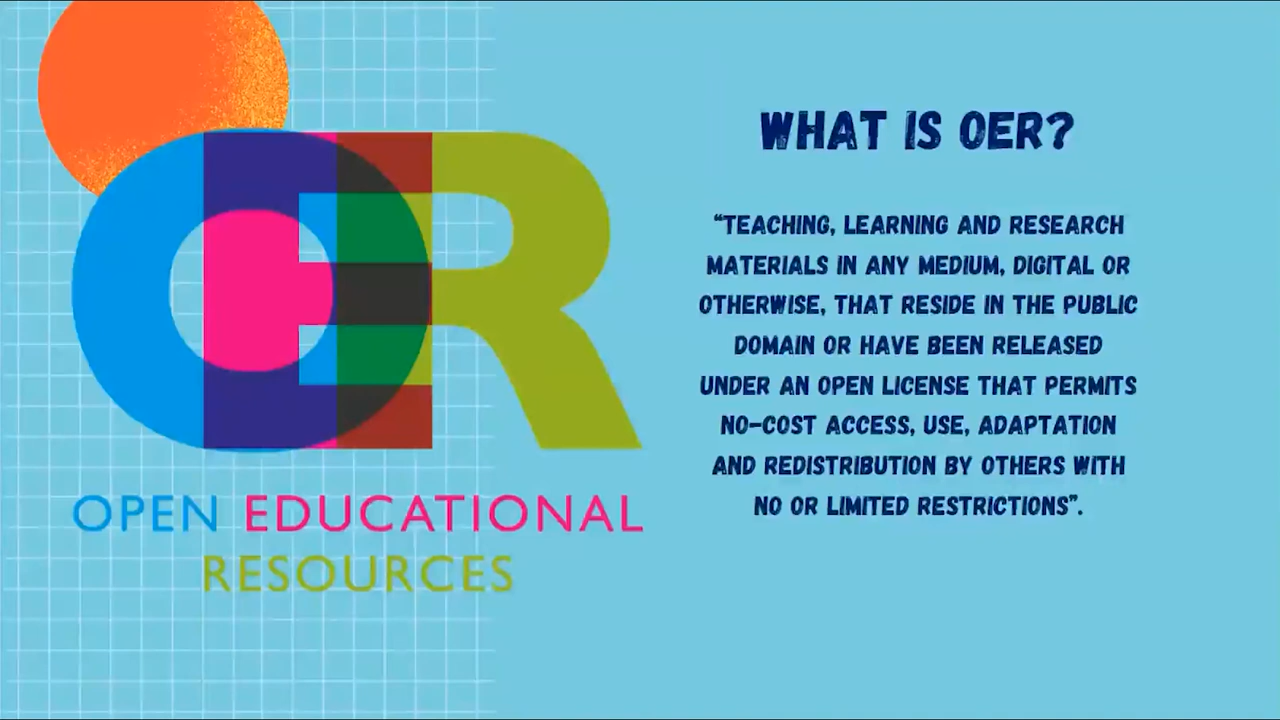 OER
OPEN EDUCATIONAL
RESOURCES
WHAT IS OER?
“TEACHING, LEARNING AND RESEARCH
MATERIALS IN ANY MEDIUM, DIGITAL OR
OTHERWISE, THAT RESIDE IN THE PUBLIC
DOMAIN OR HAVE BEEN RELEASED
UNDER AN OPEN LICENSE THAT PERMITS
NO-COST ACCESS, USE, ADAPTATION
AND REDISTRIBUTION BY OTHERS WITH
NO OR LIMITED RESTRICTIONS”.